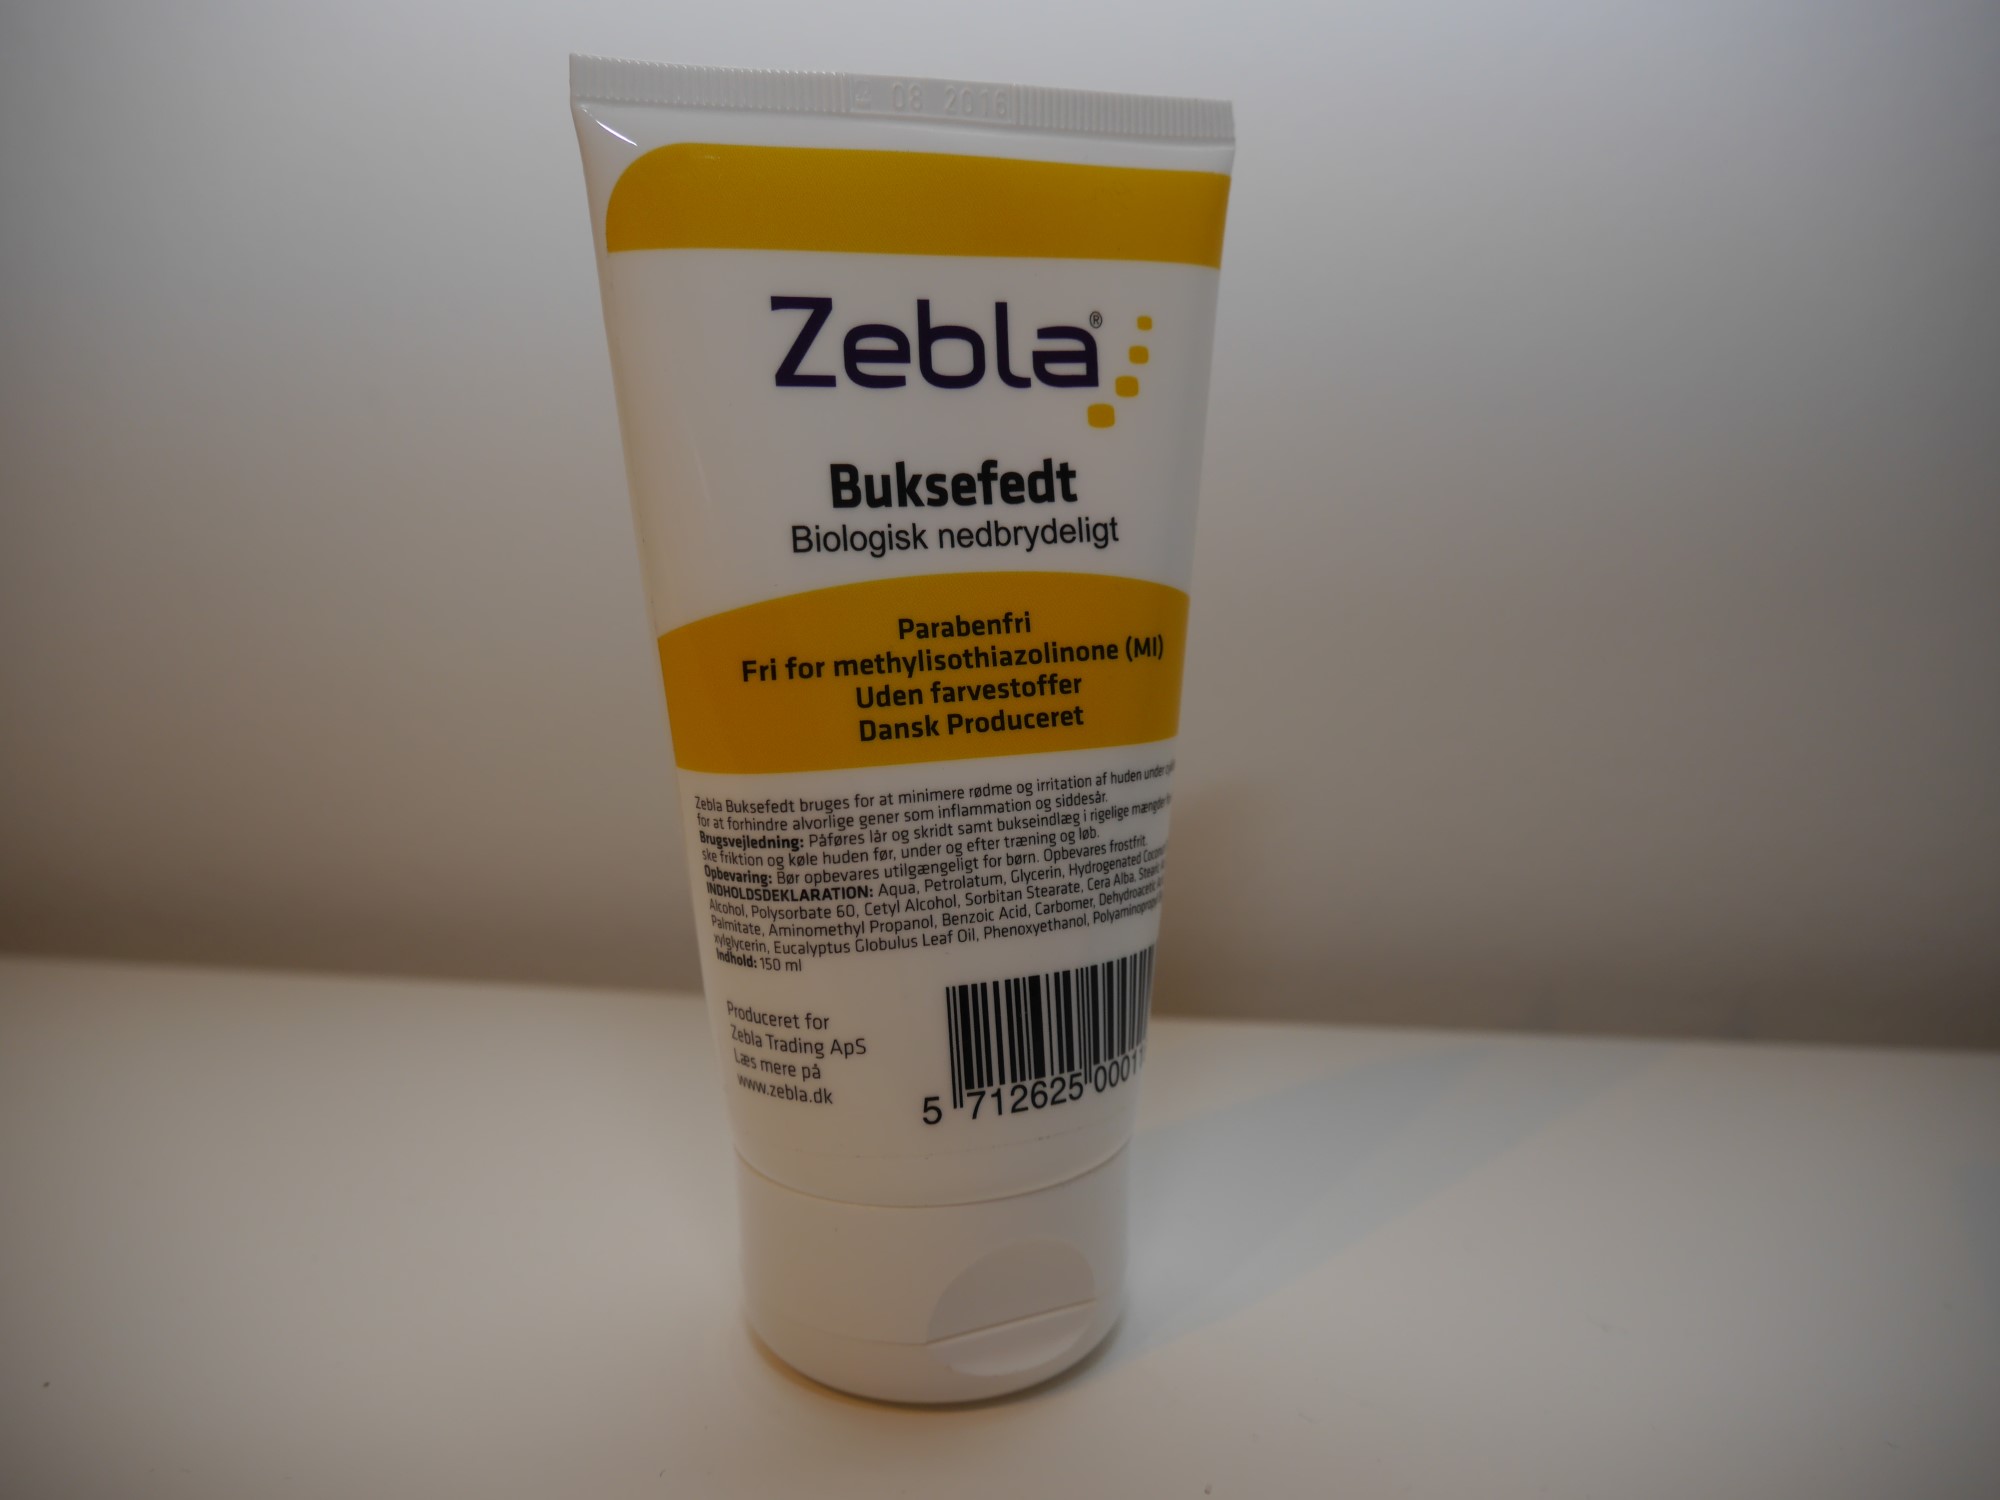 08 2016
Zebla®
Buksefedt
Biologisk nedbrydeligt
Parabenfri
Fri for methylisothiazolinone (MI)
Uden farvestoffer
Dansk Produceret
Zebla Buksefedt bruges for at minimere rødme og irritation af huden under
for at forhindre alvorlige gener som inflammation og siddesår.
Brugsvejledning: Påføres lår og skridt samt bukseindlæg i rigelige mængder
ske friktion og køle huden før, under og efter træning og løb.
Opbevaring: Bør opbevares utilgængeligt for børn. Opbevares frostfrit.
INDHOLDSDEKLARATION: Aqua, Petrolatum, Glycerin, Hydrogenated
Alcohol, Polysorbate 60, Cetyl Alcohol, Sorbitan Stearate, Cera Alba,
Palmitate, Aminomethyl Propanol, Benzoic Acid, Carbomer, Dehydroacetic
xylglycerin, Eucalyptus Globulus Leaf Oil, Phenoxyethanol,
Indhold: 150 ml
Produceret for
Zebla Trading ApS
Læs mere på
www.zebla.dk
5 712625 0001